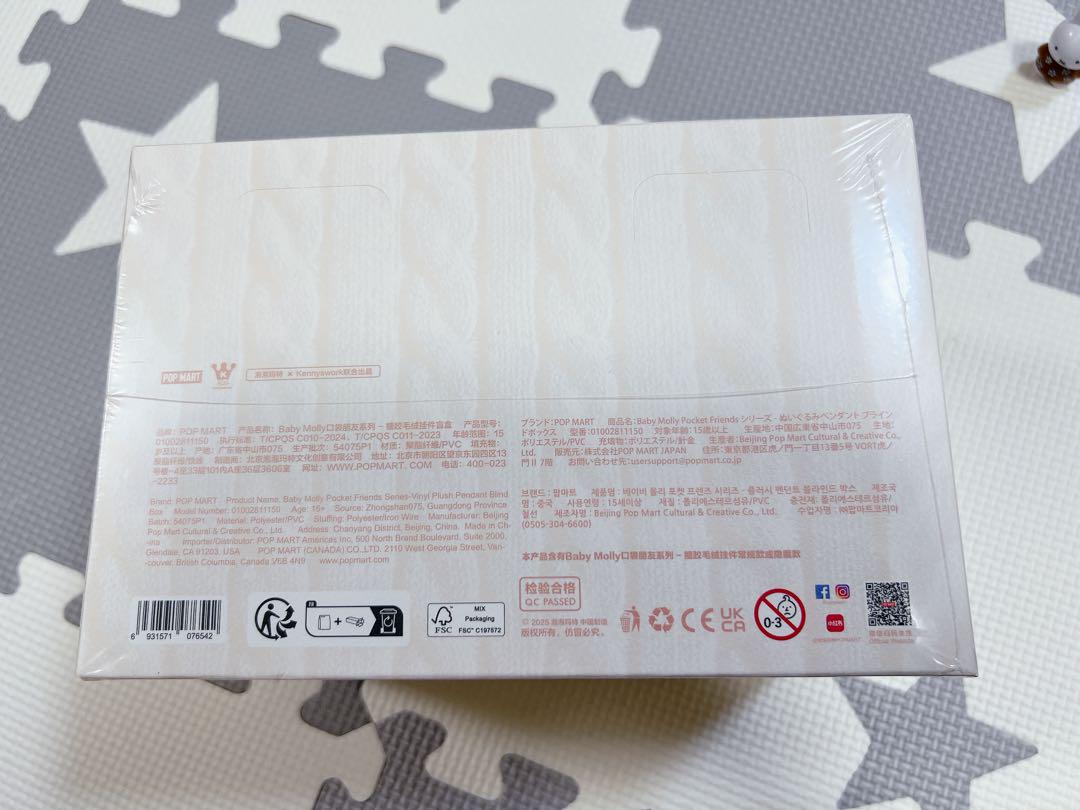 POP MART
泡泡玛特 × Kennyswork联合出品
品牌: POP MART 产品名称: Baby Molly口袋朋友系列 – 搪胶毛绒挂件盲盒 产品型号:
01002811150 执行标准: T/CPQS C010–2024、T/CPQS C011–2023 年龄范围: 15
岁及以上 产地: 广东省中山市075 生产批次: 54075P1 材质: 聚酯纤维/PVC 填充物:
聚酯纤维/铁丝 制造商: 北京泡泡玛特文化创意有限公司 地址: 北京市朝阳区望京东园四区13
号楼-4至33层101内A座36层3606室 网址: WWW.POPMART.COM 电话: 400-023
-2233
Brand: POP MART Product Name: Baby Molly Pocket Friends Series-Vinyl Plush Pendant Blind
Box Model Number: 01002811150 Age: 15+ Source: Zhongshan075, Guangdong Province
Batch: 54075P1 Material: Polyester/PVC Stuffing: Polyester/Iron Wire Manufacturer: Beijing
Pop Mart Cultural & Creative Co., Ltd. Address: Chaoyang District, Beijing, China. Made in Ch-
ina Importer/Distributor: POP MART Americas Inc, 500 North Brand Boulevard, Suite 2000,
Glendale, CA 91203, USA POP MART (CANADA) CO.,LTD. 2110 West Georgia Street, Van-
couver, British Columbia, Canada V6B 4N9 www.popmart.com
ブランド:POP MART 商品名:Baby Molly Pocket Friends シリーズ - ぬいぐるみペンダント ブライン
ドボックス 型番:01002811150 対象年齢:15歳以上 生産地:中国広東省中山市075 生地:
ポリエステル/PVC 充填物:ポリエステル/針金 生産者:Beijing Pop Mart Cultural & Creative Co.,
Ltd. 販売元:株式会社POP MART JAPAN 住所:東京都港区虎ノ門一丁目13番5号 VORT虎ノ
門Ⅱ 7階 お問い合わせ先:usersupport@popmart.co.jp
브랜드 : 팝마트 제품명 : 베이비 몰리 포켓 프렌즈 시리즈 - 플러시 펜던트 블라인드 박스 제조국
명 : 중국 사용연령 : 15세이상 재질 : 폴리에스테르섬유/PVC 충전재: 폴리에스테르섬유/
철선 제조자명 : Beijing Pop Mart Cultural & Creative Co., Ltd. 수입자명 : ㈜팝마트코리아
(0505-304-6600)
本产品含有Baby Molly口袋朋友系列 – 搪胶毛绒挂件常规款或隐藏款
检验合格
QC PASSED
© 2025 泡泡玛特 中国制造
版权所有，仿冒必究。
6 931571 076542
FR
FSC
MIX
Packaging
FSC® C197672
CE
UK
CA
0-3
小红书
POP MART
Official Website